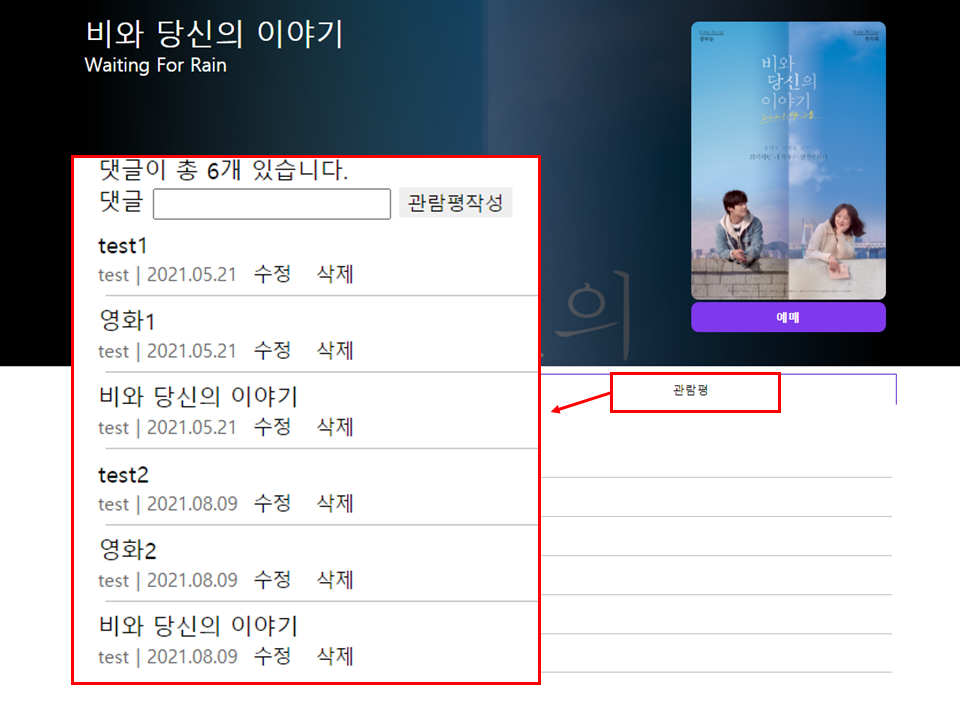 비와 당신의 이야기
Waiting For Rain
비와
당신의
이야기
댓글이 총 6개 있습니다.
댓글 관람평작성
test1
test | 2021.05.21 수정 삭제
영화1
test | 2021.05.21 수정 삭제
비와 당신의 이야기
test | 2021.05.21 수정 삭제
test2
test | 2021.08.09 수정 삭제
영화2
test | 2021.08.09 수정 삭제
비와 당신의 이야기
test | 2021.08.09 수정 삭제
의
예매
관람평